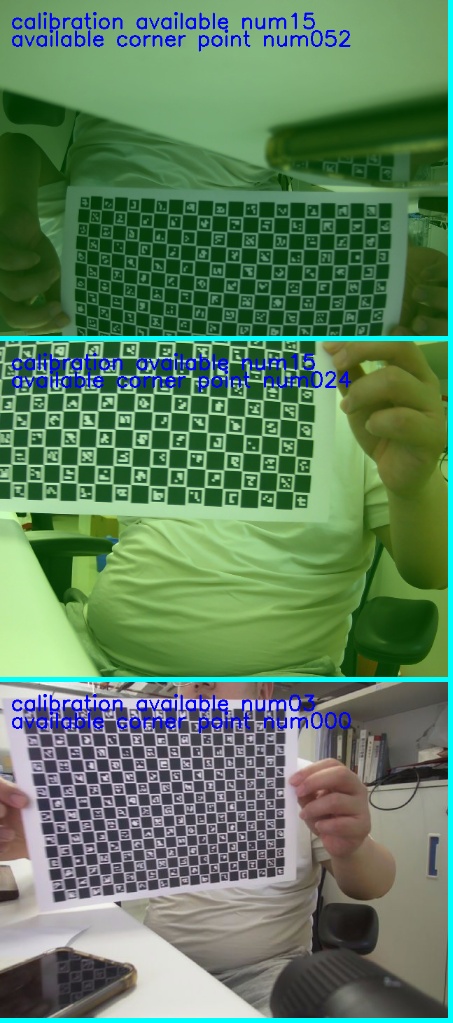 calibration available num15
available corner point num052
calibration available num15
available corner point num024
calibration available num03
available corner point num000